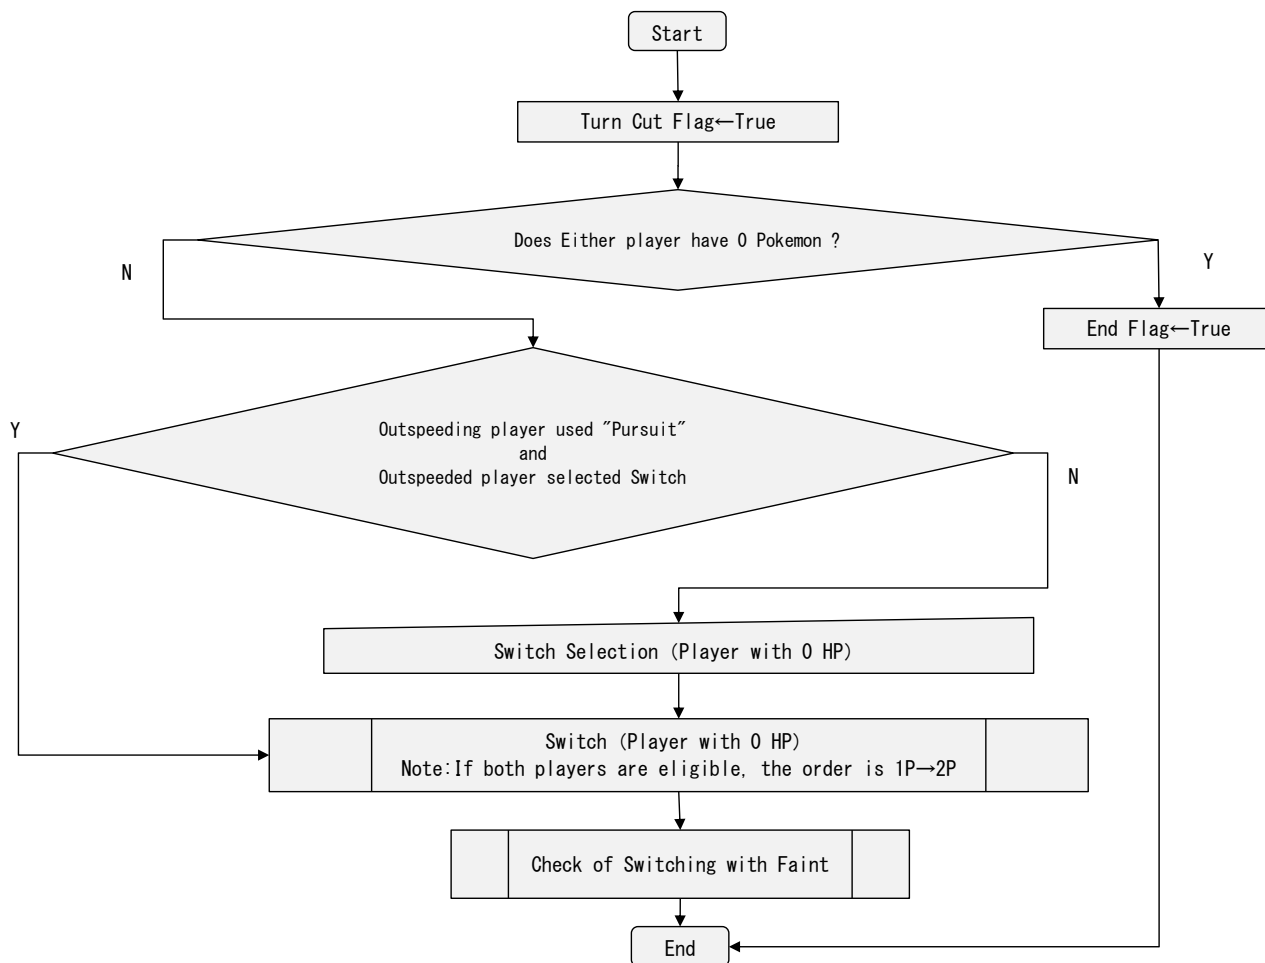 Start
Turn Cut Flag←True
Does Either player have 0 Pokemon ?
N
Y
End Flag←True
Y
Outspeeding player used "Pursuit"
and
Outspeeded player selected Switch
N
Switch Selection (Player with 0 HP)
Switch (Player with 0 HP)
Note:If both players are eligible, the order is 1P→2P
Check of Switching with Faint
End